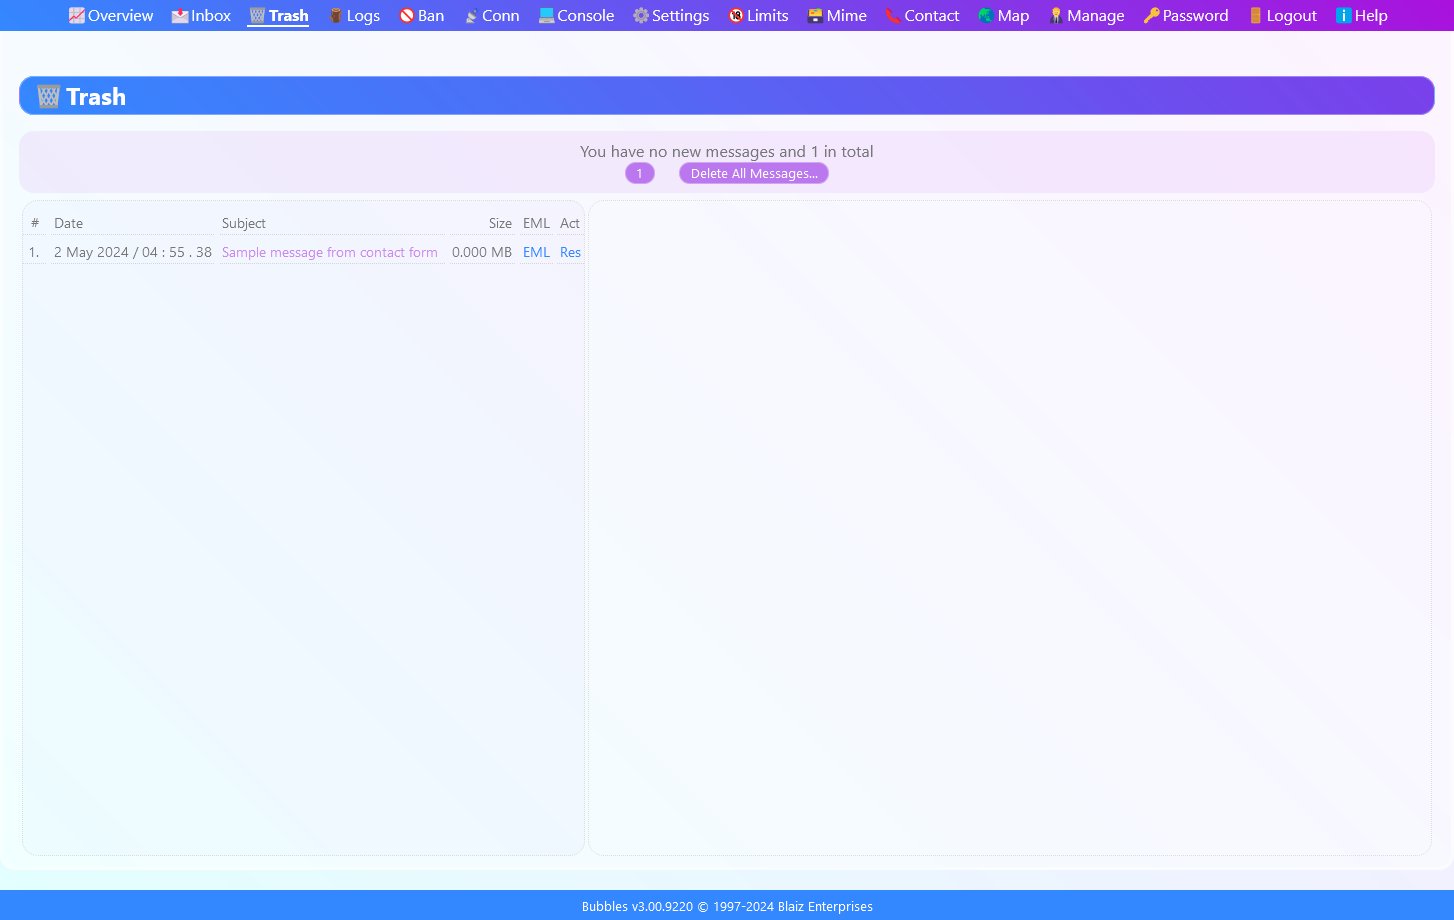 Overview Inbox Trash Logs Ban Conn Console Settings Limits Mime Contact Map Manage Password Logout Help
Trash
You have no new messages and 1 in total
1 Delete All Messages...
# Date Subject Size EML Act
1. 2 May 2024 / 04 : 55 . 38 Sample message from contact form 0.000 MB EML Res
Bubbles v3.00.9220 © 1997-2024 Blaiz Enterprises